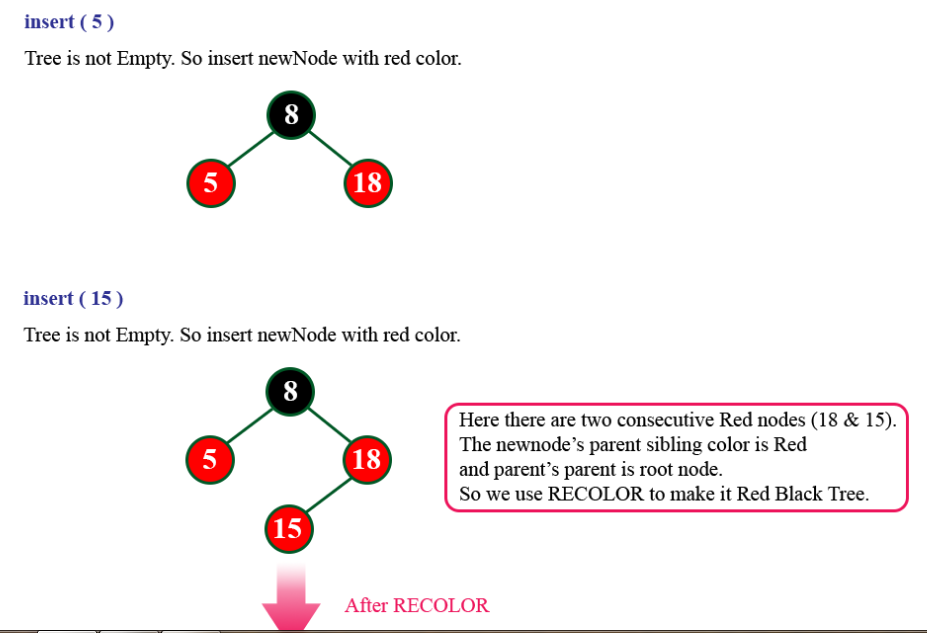 insert ( 5 )
Tree is not Empty. So insert newNode with red color.
8
5 18
insert ( 15 )
Tree is not Empty. So insert newNode with red color.
8
5 18
15
Here there are two consecutive Red nodes (18 & 15).
The newnode's parent sibling color is Red
and parent's parent is root node.
So we use RECOLOR to make it Red Black Tree.
After RECOLOR